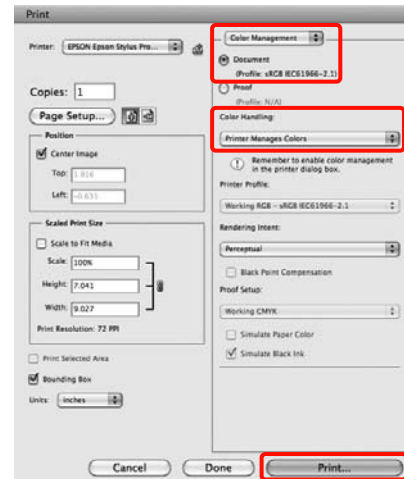 Print
Printer: EPSON Epson Stylus Pro...
Copies: 1
Page Setup...
Position
Center Image
Top: 1.816
Left: -0.633
Scaled Print Size
Scale to Fit Media
Scale: 100%
Height: 7.041
Width: 9.027
Print Resolution: 72 PPI
Print Selected Area
Bounding Box
Units: inches
Color Management
Document
(Profile: sRGB IEC61966-2.1)
Proof
(Profile: N/A)
Color Handling:
Printer Manages Colors
Remember to enable color management
in the printer dialog box.
Printer Profile:
Working RGB - sRGB IEC61966-2.1
Rendering Intent:
Perceptual
Black Point Compensation
Proof Setup:
Working CMYK
Simulate Paper Color
Simulate Black Ink
Cancel
Done
Print...